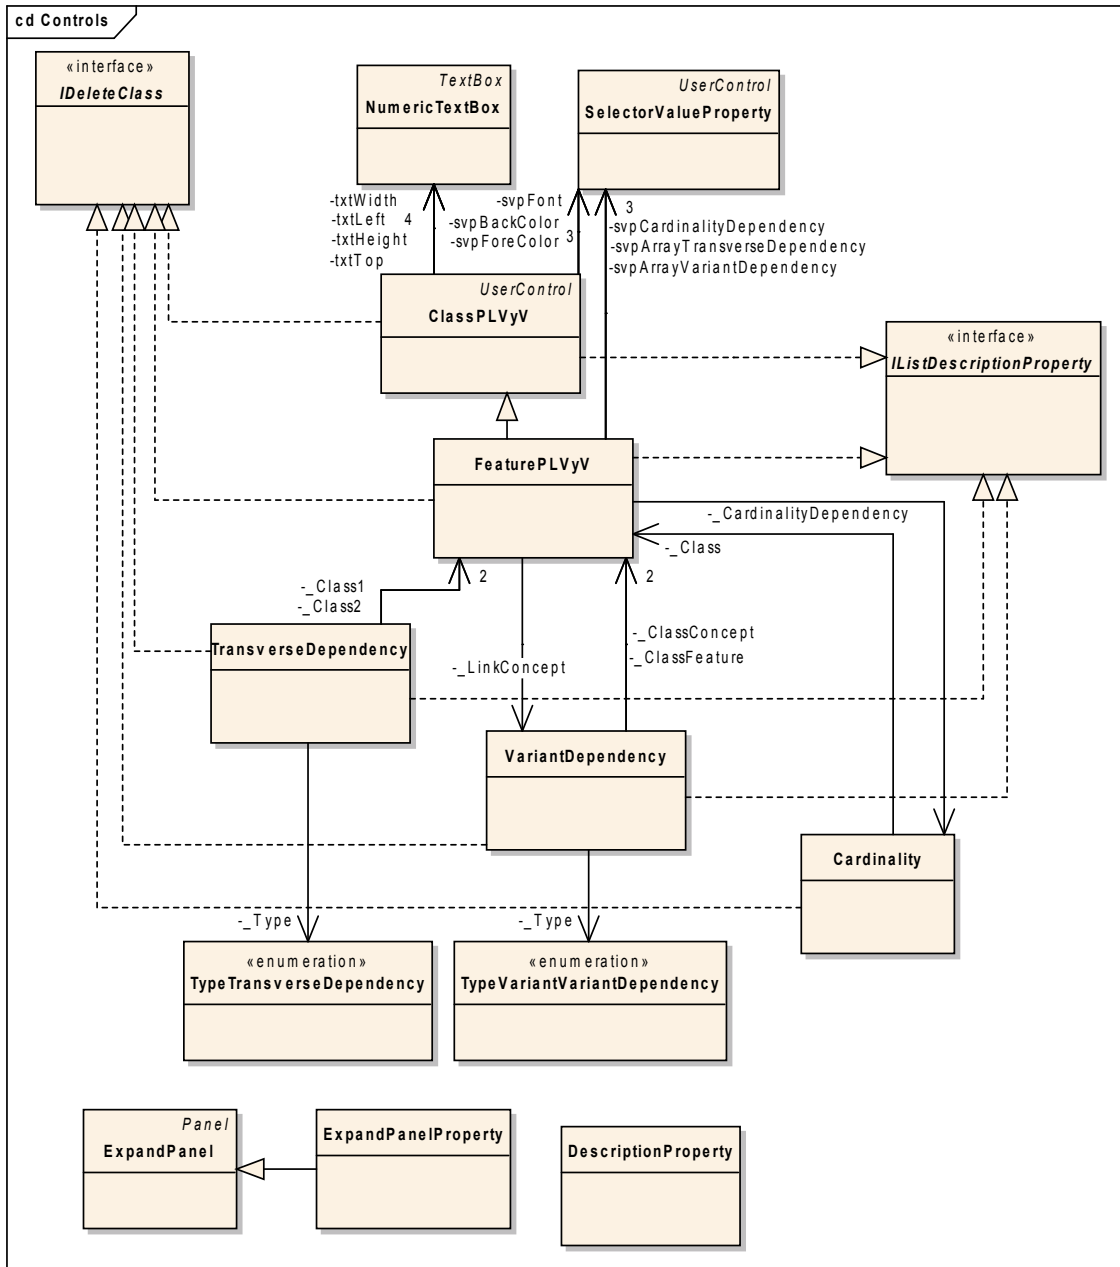 cd Controls
«interface»
IDeleteClass
TextBox
NumericTextBox
UserControl
SelectorValueProperty
-txtWidth
-txtLeft 4
-txtHeight
-txtTop
-svpFont
-svpBackColor
-svpForeColor 3
3
-svpCardinalityDependency
-svpArrayTransverseDependency
-svpArrayVariantDependency
UserControl
ClassPLVyV
«interface»
IListDescriptionProperty
FeaturePLVyV
-_CardinalityDependency
-_Class
-_Class1
-_Class2
2
2
-_ClassConcept
-_ClassFeature
TransverseDependency
-_LinkConcept
VariantDependency
Cardinality
-_Type
-_Type
«enumeration»
TypeTransverseDependency
«enumeration»
TypeVariantVariantDependency
Panel
ExpandPanel
ExpandPanelProperty
DescriptionProperty